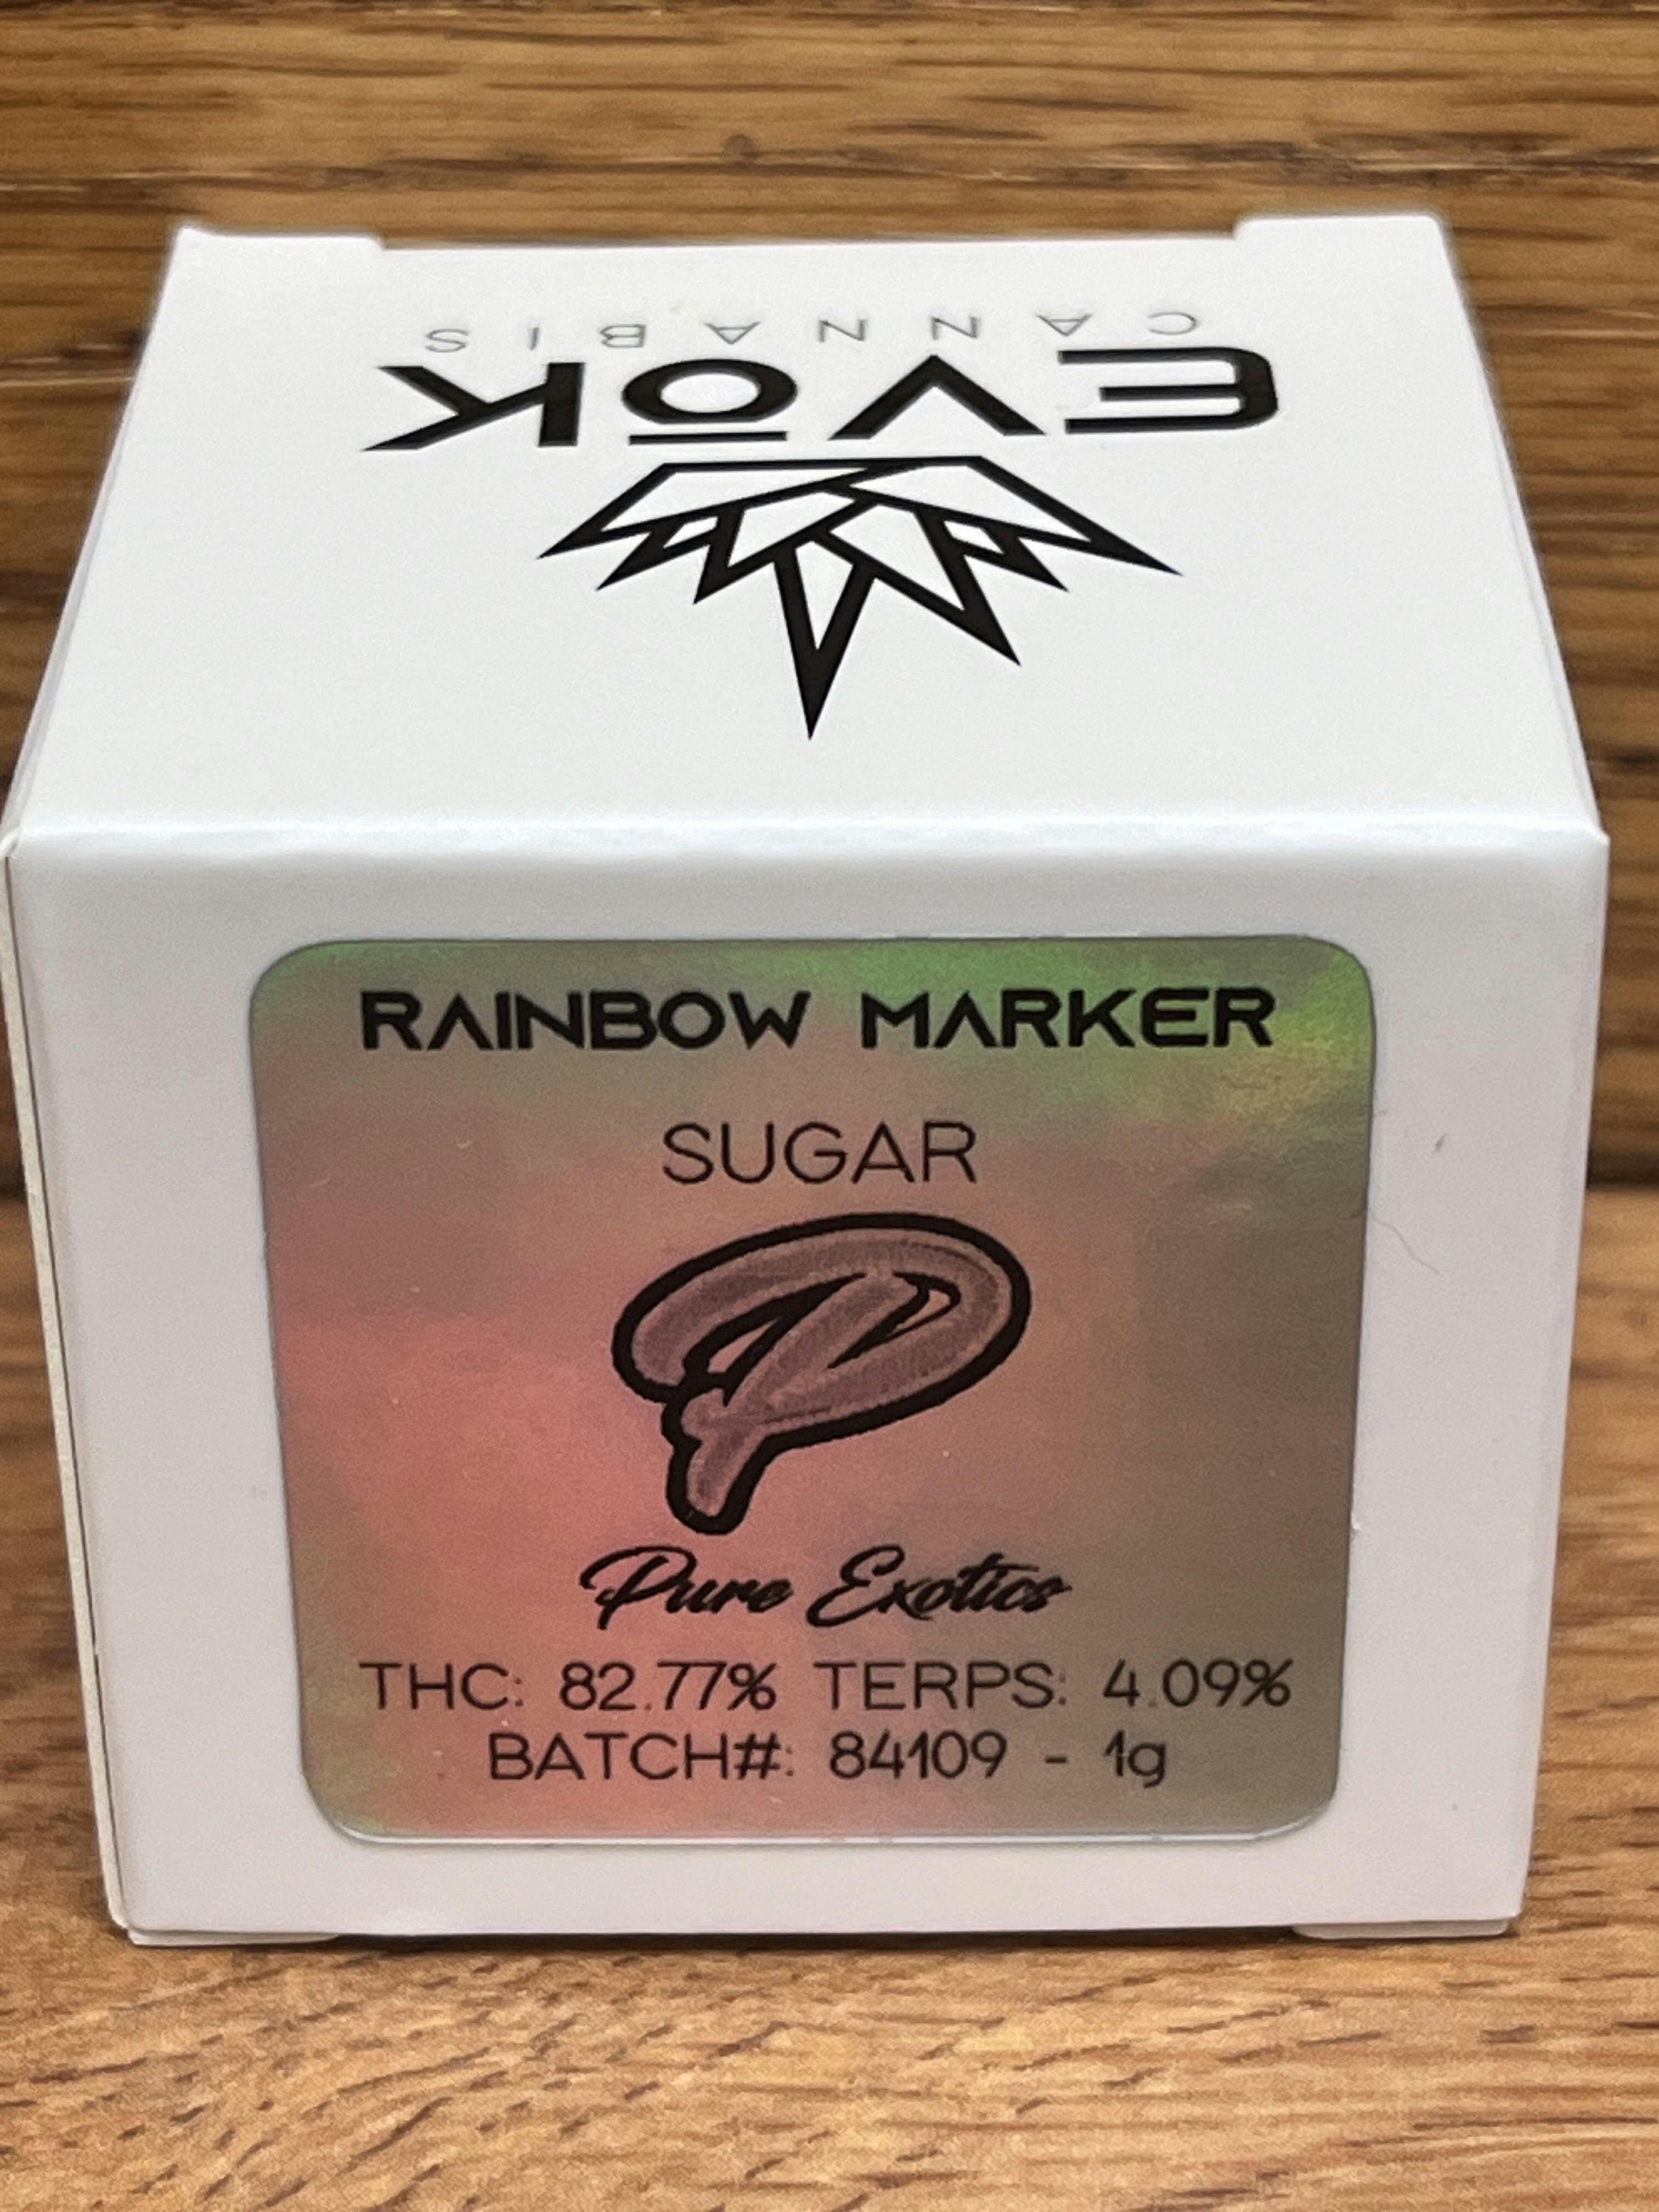 EVŌK
CANNABIS
RAINBOW MARKER
SUGAR
P
Pure Exotics
THC: 82.77% TERPS: 4.09%
BATCH#: 84109 - 1g